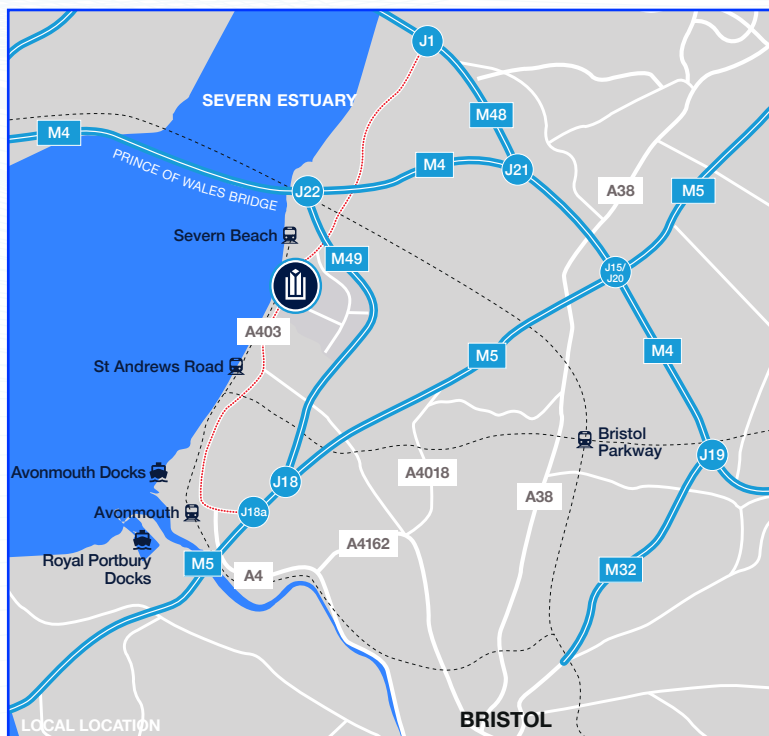 J1
SEVERN ESTUARY
M48
M4
PRINCE OF WALES BRIDGE
M4
J21
J22
A38
M5
Severn Beach
M49
J15/
J20
A403
St Andrews Road
M5
M4
Bristol
Parkway
J19
Avonmouth Docks
A4018
J18
A38
Avonmouth
J18a
A4162
Royal Portbury
Docks
M5
A4
M32
BRISTOL
LOCAL LOCATION